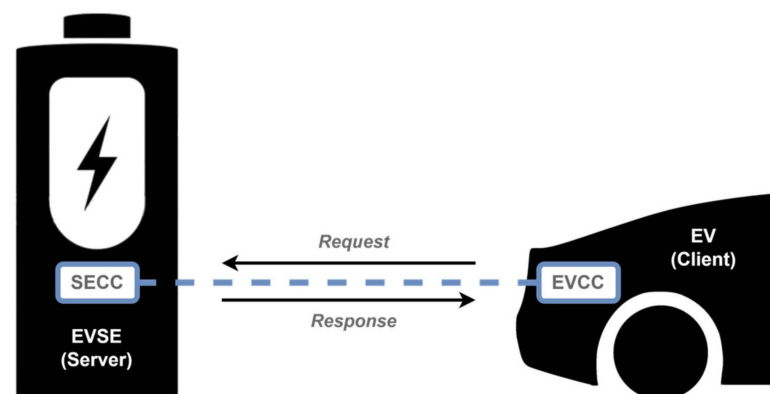 Request
SECC
EVCC
EV
(Client)
Response
EVSE
(Server)